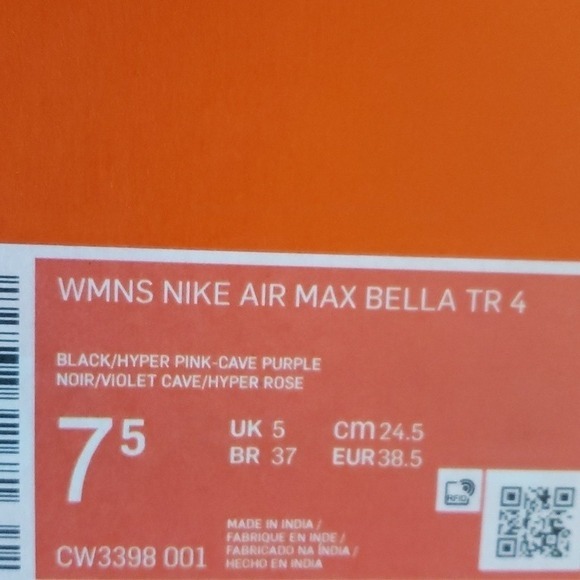 WMNS NIKE AIR MAX BELLA TR 4
BLACK/HYPER PINK-CAVE PURPLE
NOIR/VIOLET CAVE/HYPER ROSE
7⁵
UK 5 cm 24.5
BR 37 EUR 38.5
RFID
MADE IN INDIA /
FABRIQUE EN INDE /
FABRICADO NA ÍNDIA /
HECHO EN INDIA
CW3398 001